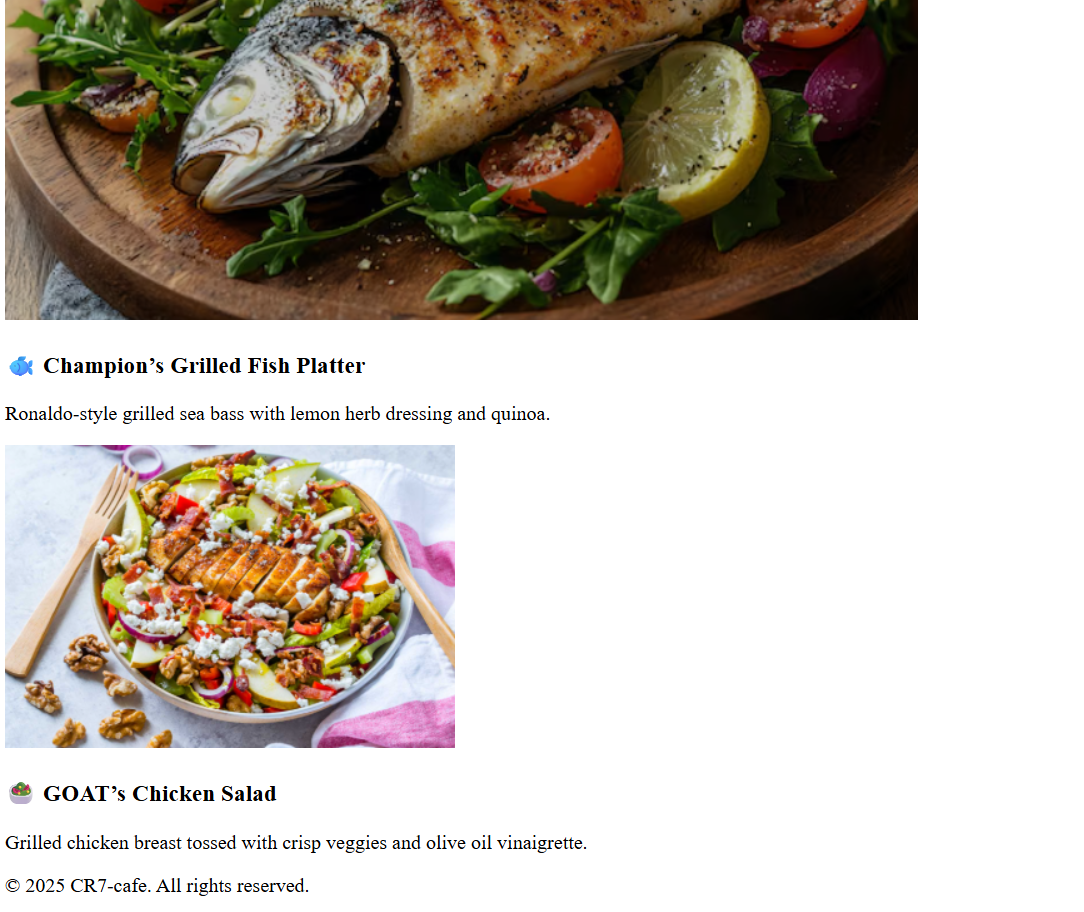 🐟 Champion’s Grilled Fish Platter
Ronaldo-style grilled sea bass with lemon herb dressing and quinoa.
🥗 GOAT’s Chicken Salad
Grilled chicken breast tossed with crisp veggies and olive oil vinaigrette.
© 2025 CR7-cafe. All rights reserved.